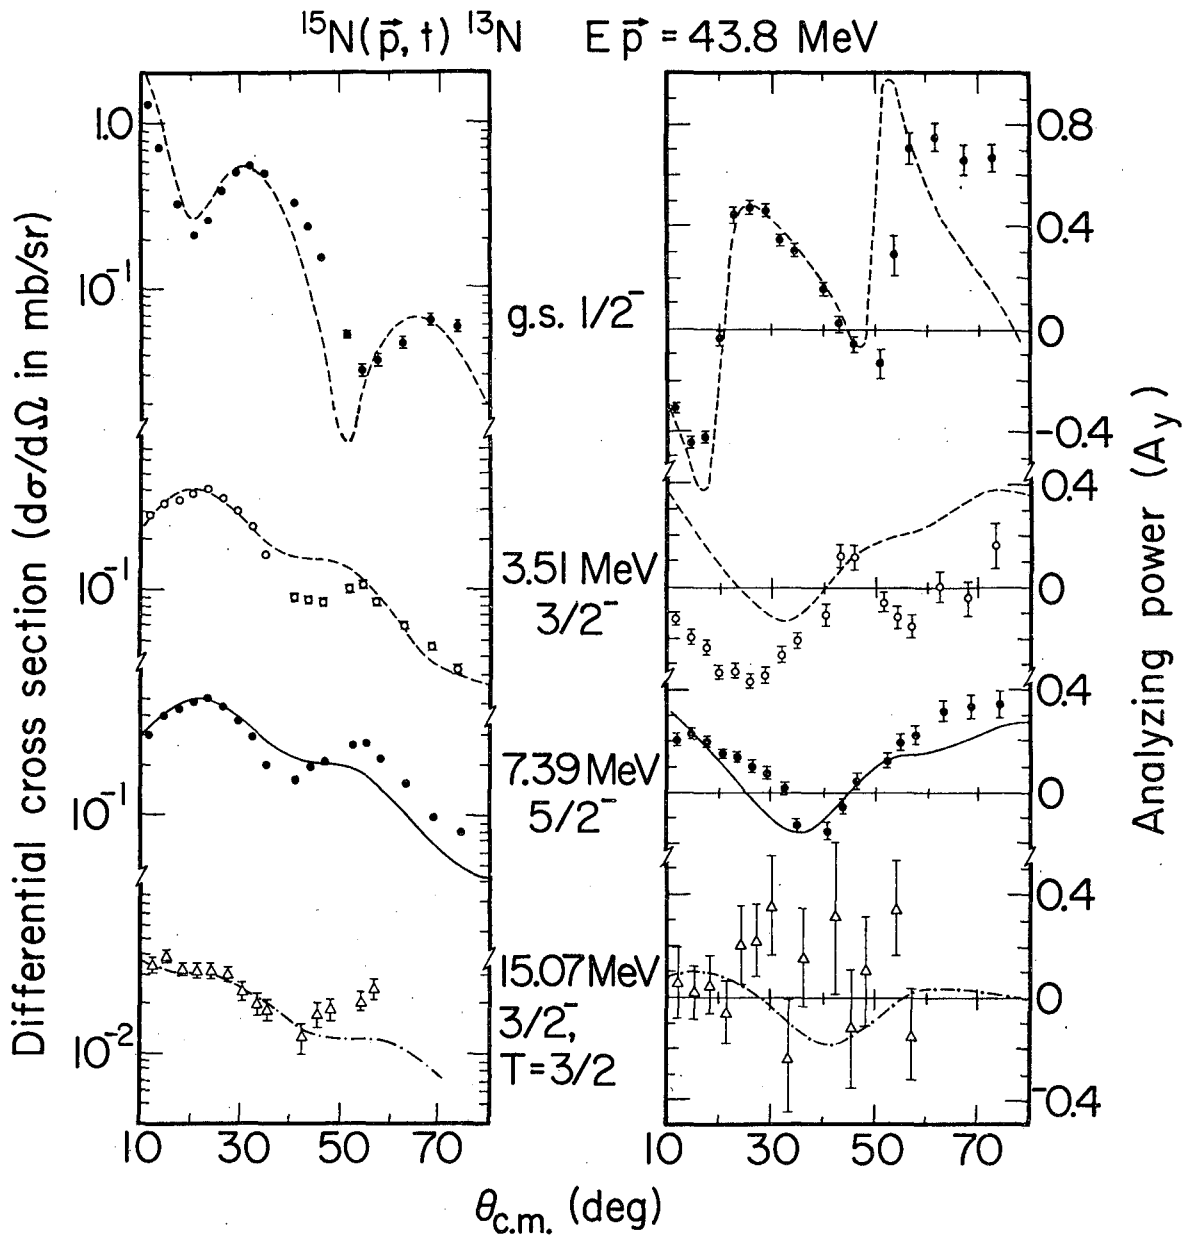 ¹⁵N(p⃗, t) ¹³N E p⃗ = 43.8 MeV
Differential cross section (dσ/dΩ in mb/sr)
1.0
10⁻¹
10⁻¹
10⁻¹
10⁻²
10 30 50 70
g.s. 1/2⁻
3.51 MeV
3/2⁻
7.39 MeV
5/2⁻
15.07 MeV
3/2⁻,
T=3/2
0.8
0.4
0
-0.4
0.4
0
0.4
0
0.4
0
-0.4
10 30 50 70
Analyzing power (Ay)
θc.m. (deg)